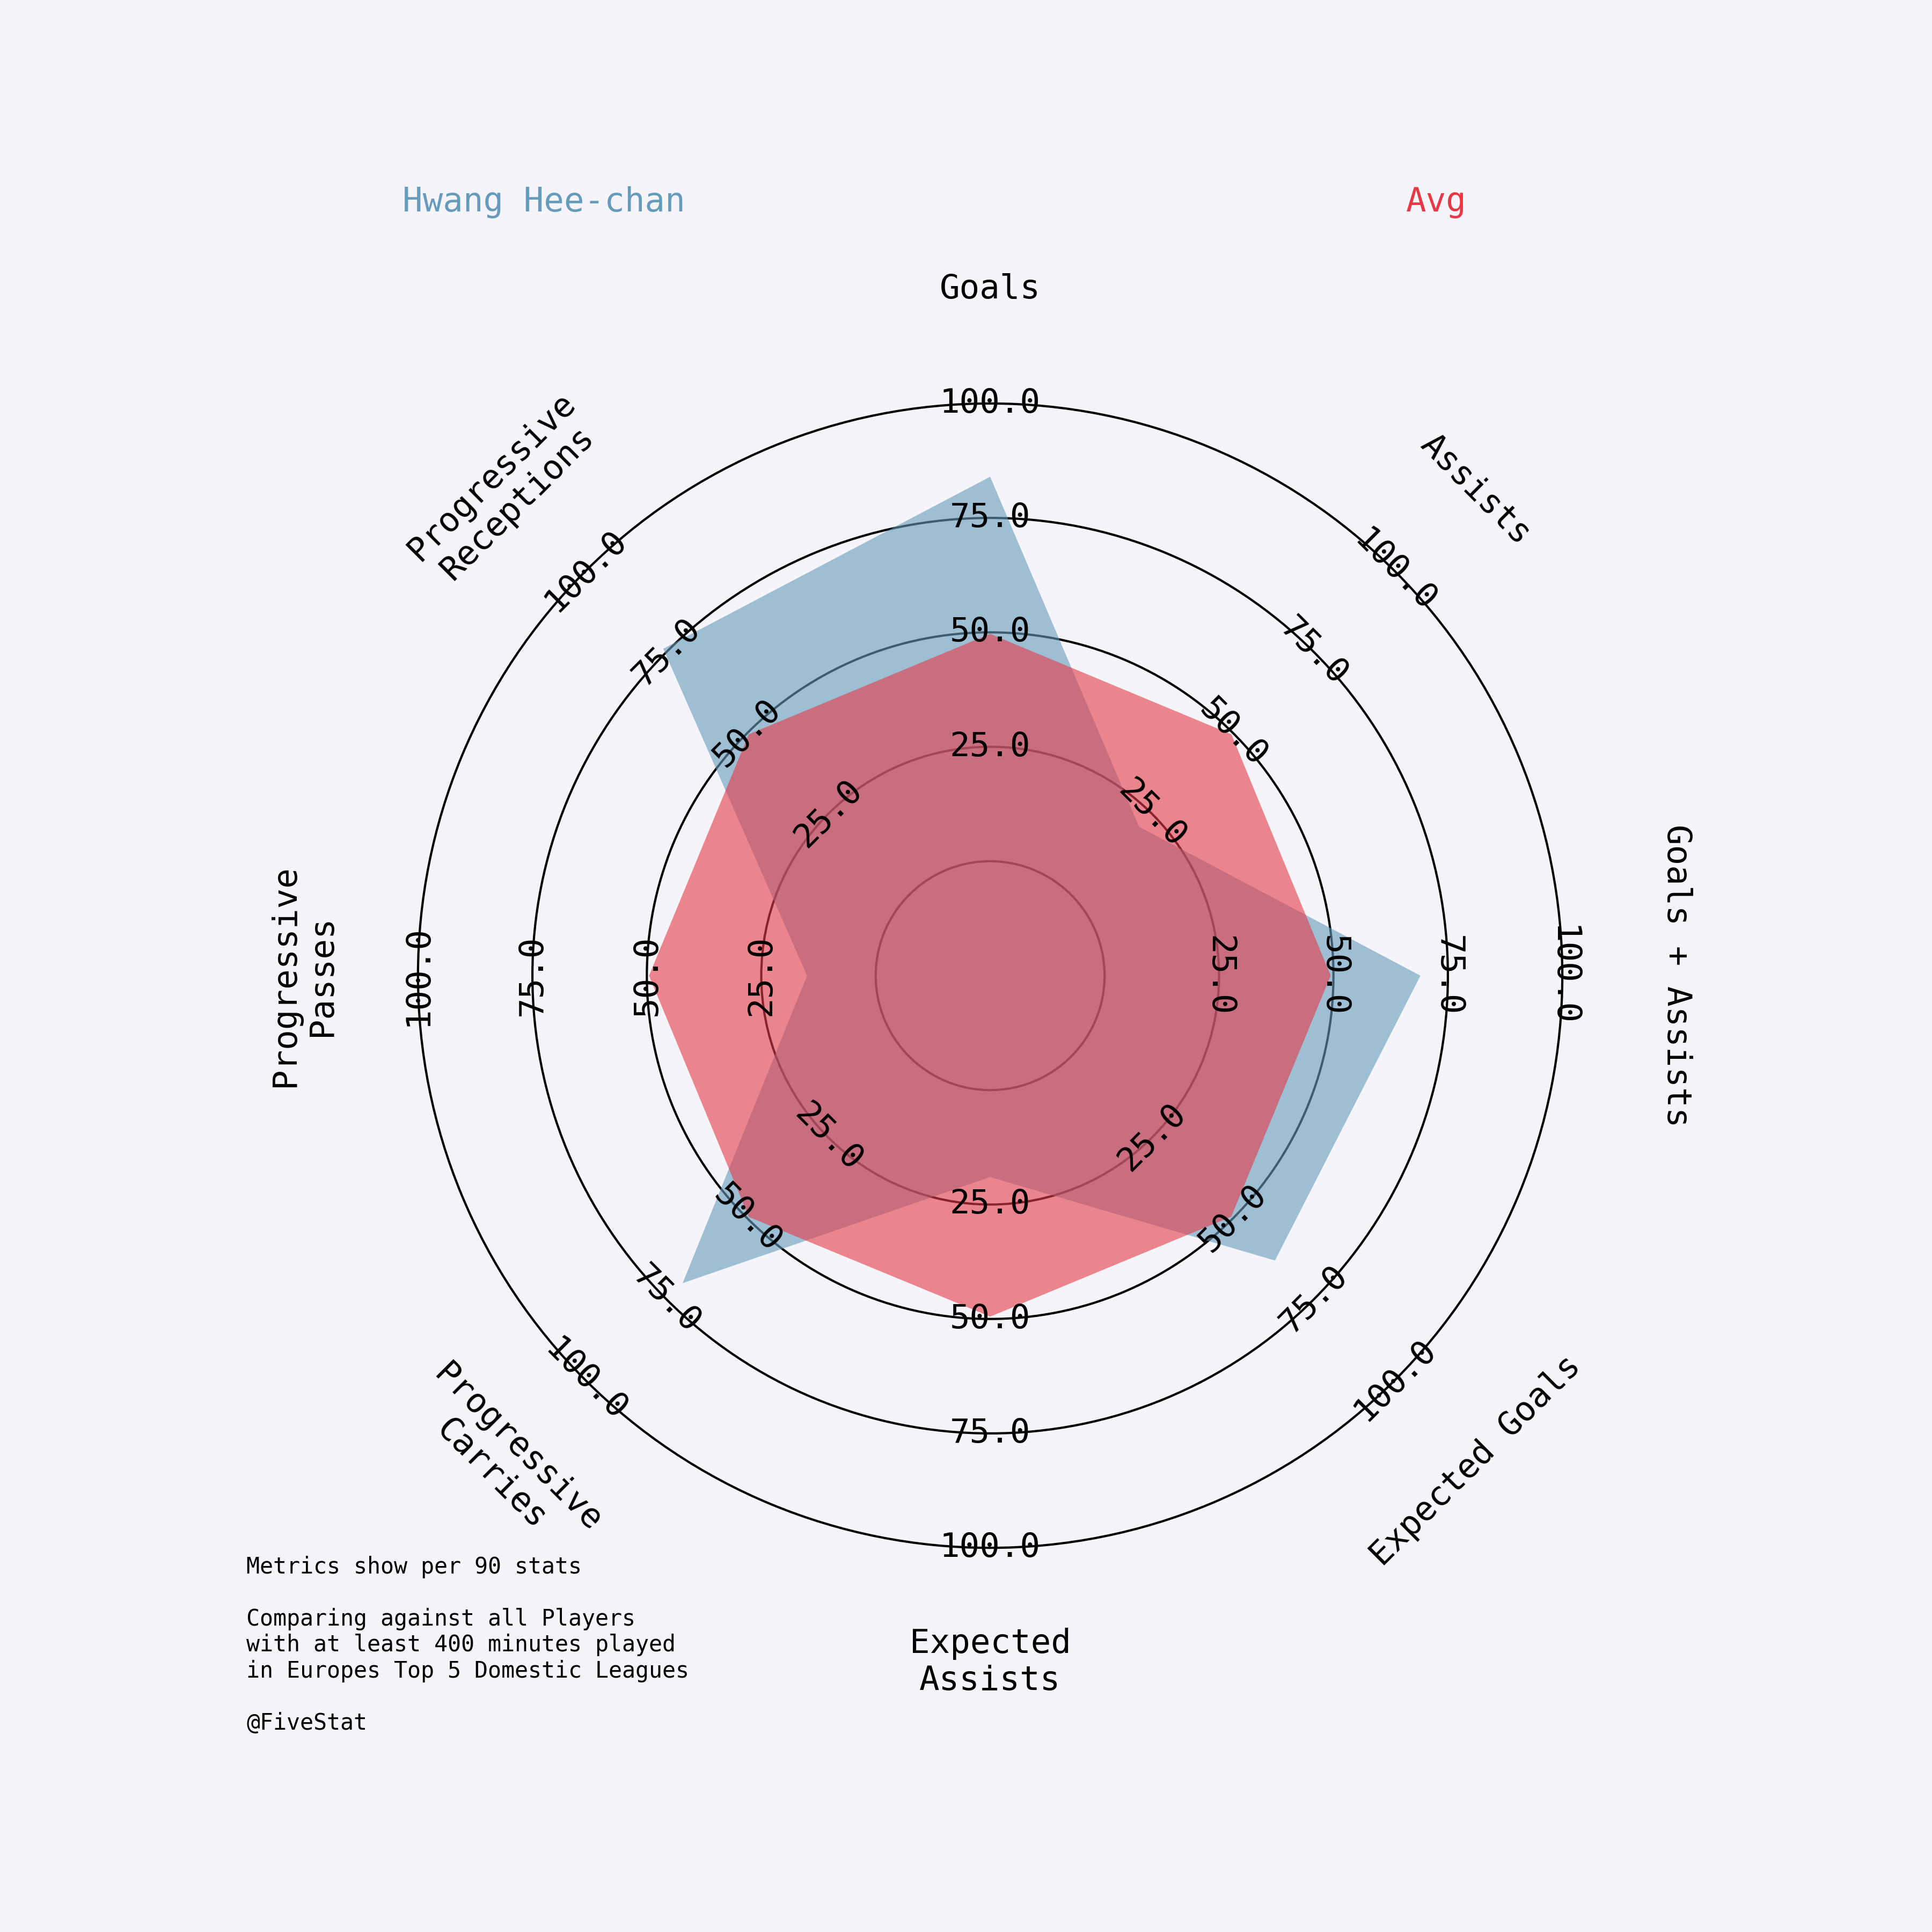 Hwang Hee-chan
Avg
Goals
Assists
Goals + Assists
Expected Goals
Expected
Assists
Progressive
Carries
Progressive
Passes
Progressive
Receptions
25.0
50.0
75.0
100.0
25.0
50.0
75.0
100.0
25.0
50.0
75.0
100.0
25.0
50.0
75.0
100.0
25.0
50.0
75.0
100.0
25.0
50.0
75.0
100.0
25.0
50.0
75.0
100.0
25.0
50.0
75.0
100.0
Metrics show per 90 stats
Comparing against all Players
with at least 400 minutes played
in Europes Top 5 Domestic Leagues
@FiveStat